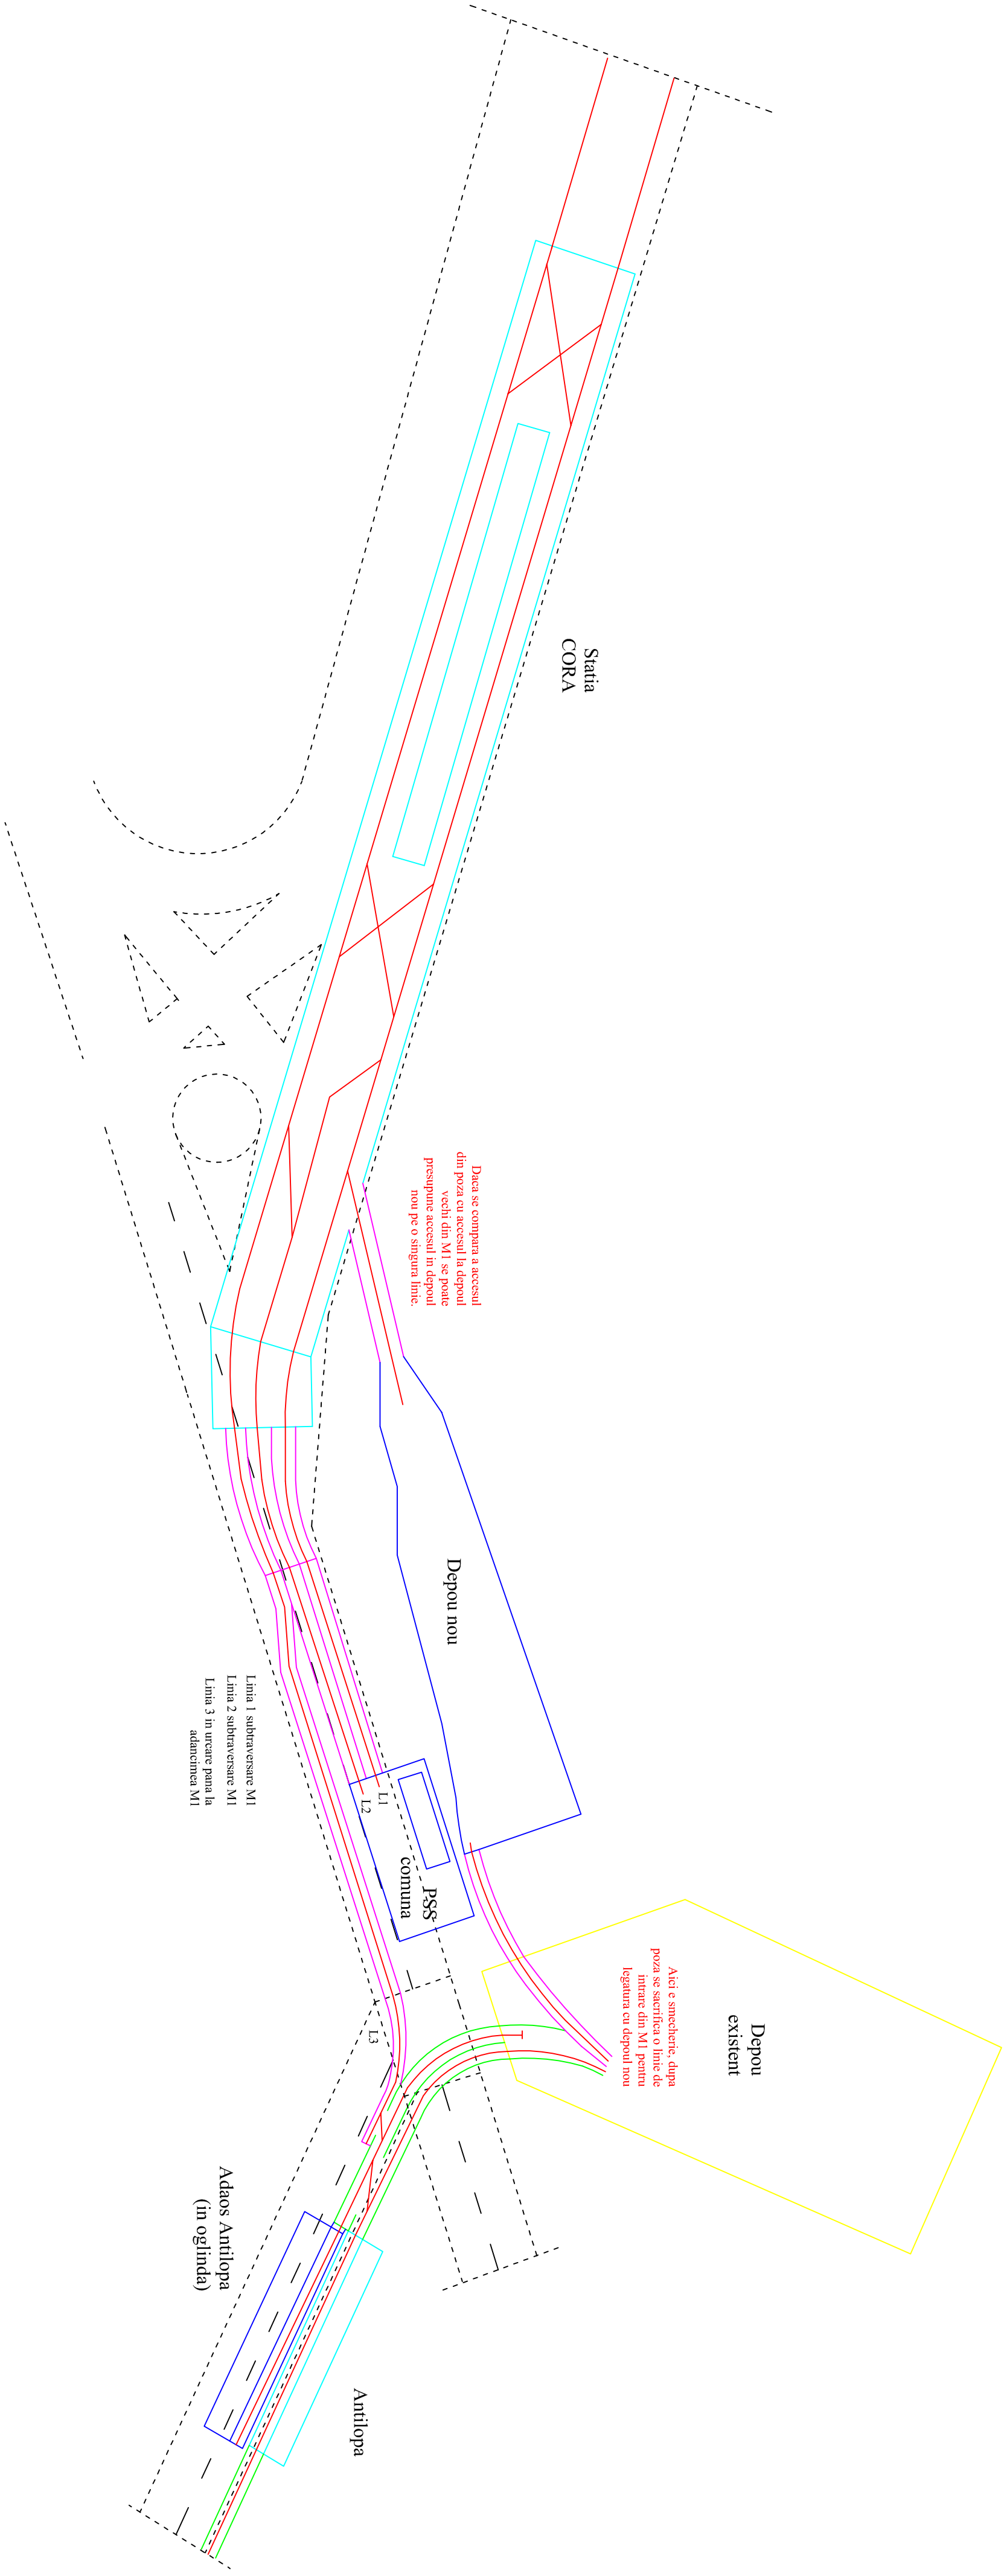 Statia
CORA
Daca se compara a accesul
din poza cu accesul la depoul
vechi din M1 se poate
presupune accesul in depoul
nou pe o singura linie.
Depou nou
Linia 1 subtraversare M1
Linia 2 subtraversare M1
Linia 3 in urcare pana la
adancimea M1
L1
L2
PSS
comuna
Aici e smecherie, dupa
poza se sacrifica o linie de
intrare din M1 pentru
legatura cu depoul nou
Depou
existent
L3
Adaos Antilopa
(in oglinda)
Antilopa